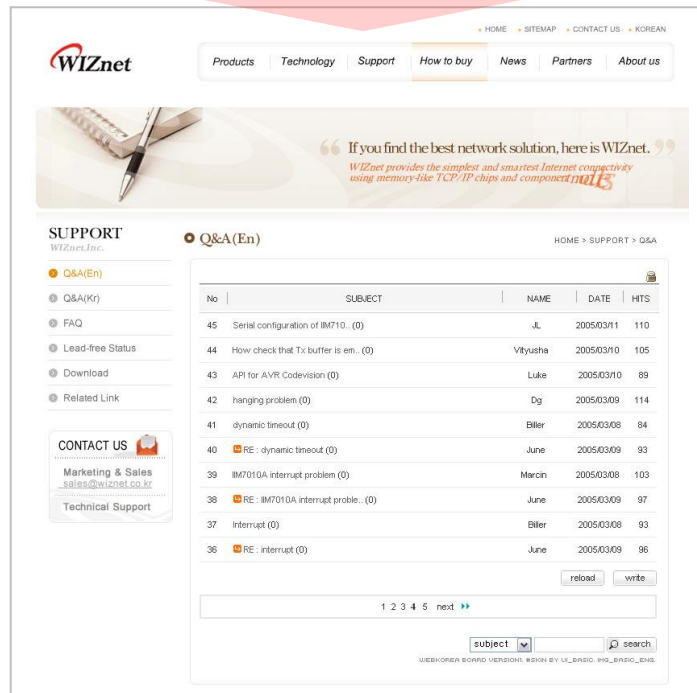 HOME SITEMAP CONTACT US KOREAN
WIZnet
Products Technology Support How to buy News Partners About us
“ If you find the best network solution, here is WIZnet. ”
WIZnet provides the simplest and smartest Internet connectivity
using memory-like TCP/IP chips and component
SUPPORT
WIZnet,Inc.
Q&A(En)
Q&A(Kr)
FAQ
Lead-free Status
Download
Related Link
CONTACT US
Marketing & Sales
sales@wiznet.co.kr
Technical Support
Q&A(En)
HOME > SUPPORT > Q&A
No SUBJECT NAME DATE HITS
45 Serial configuration of IIM710.. (0) JL 2005/03/11 110
44 How check that Tx buffer is em.. (0) Vityusha 2005/03/10 105
43 API for AVR Codevision (0) Luke 2005/03/10 89
42 hanging problem (0) Dg 2005/03/09 114
41 dynamic timeout (0) Biller 2005/03/08 84
40 RE : dynamic timeout (0) June 2005/03/09 93
39 IIM7010A interrupt problem (0) Marcin 2005/03/08 103
38 RE : IIM7010A interrupt proble.. (0) June 2005/03/09 97
37 Interrupt (0) Biller 2005/03/08 93
36 RE : interrupt (0) June 2005/03/09 96
reload write
1 2 3 4 5 next
subject search
WEBKOREA BOARD VERSION1. #SKIN BY UI_BASIC. IMG_BASIC_ENG.